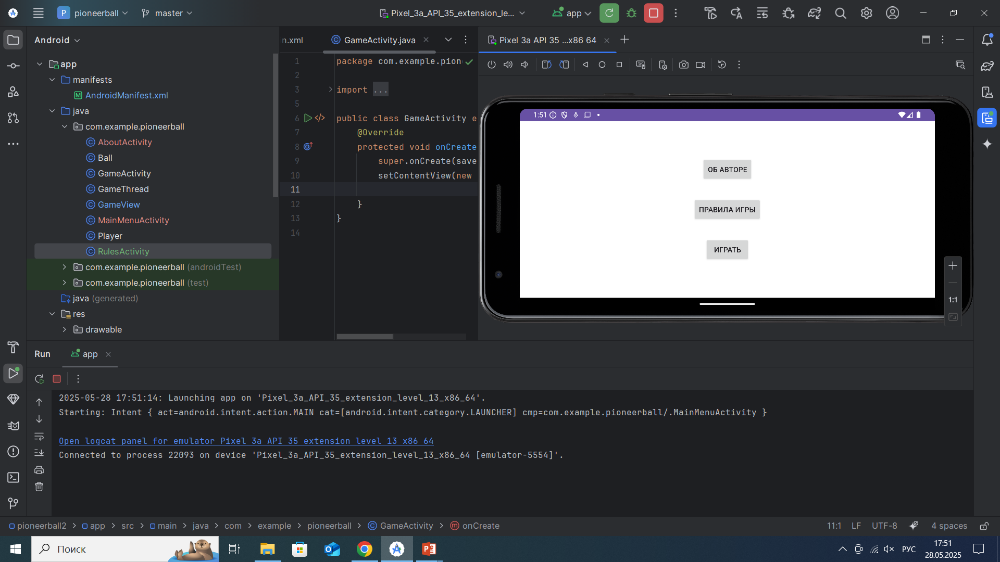 P pioneerball master Pixel_3a_API_35_extension_le... app
Android
app
manifests
AndroidManifest.xml
java
com.example.pioneerball
AboutActivity
Ball
GameActivity
GameThread
GameView
MainMenuActivity
Player
RulesActivity
com.example.pioneerball (androidTest)
com.example.pioneerball (test)
java (generated)
res
drawable
n.xml GameActivity.java
1 package com.example.pion
2
3 import ...
5
6 public class GameActivity e
7 @Override
8 protected void onCreate
9 super.onCreate(save
10 setContentView(new
11
12 }
13 }
14
Pixel 3a API 35 ...x86 64
1:51
ОБ АВТОРЕ
ПРАВИЛА ИГРЫ
ИГРАТЬ
1:1
Run app
2025-05-28 17:51:14: Launching app on 'Pixel_3a_API_35_extension_level_13_x86_64'.
Starting: Intent { act=android.intent.action.MAIN cat=[android.intent.category.LAUNCHER] cmp=com.example.pioneerball/.MainMenuActivity }
Open logcat panel for emulator Pixel 3a API 35 extension level 13 x86 64
Connected to process 22093 on device 'Pixel_3a_API_35_extension_level_13_x86_64 [emulator-5554]'.
pioneerball2 > app > src > main > java > com > example > pioneerball > GameActivity > onCreate
11:1 LF UTF-8 4 spaces
Поиск
РУС
17:51
28.05.2025